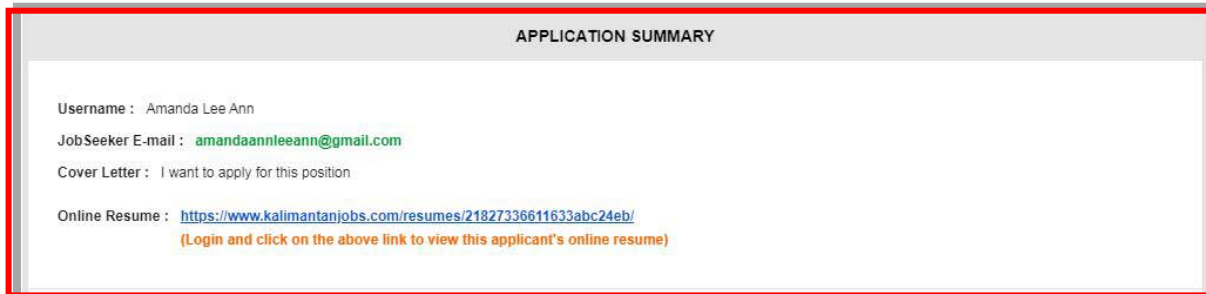 APPLICATION SUMMARY
Username : Amanda Lee Ann
JobSeeker E-mail : amandaannleeann@gmail.com
Cover Letter : I want to apply for this position
Online Resume : https://www.kalimantanjobs.com/resumes/21827336611633abc24eb/
(Login and click on the above link to view this applicant's online resume)